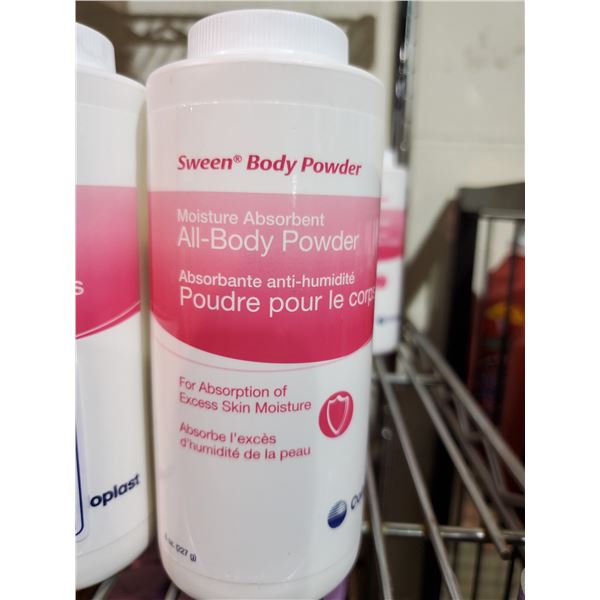 Sween® Body Powder
Moisture Absorbent
All-Body Powder
Absorbante anti-humidité
Poudre pour le corps
For Absorption of
Excess Skin Moisture
Absorbe l'excès
d'humidité de la peau
(227 g)
s
oplast